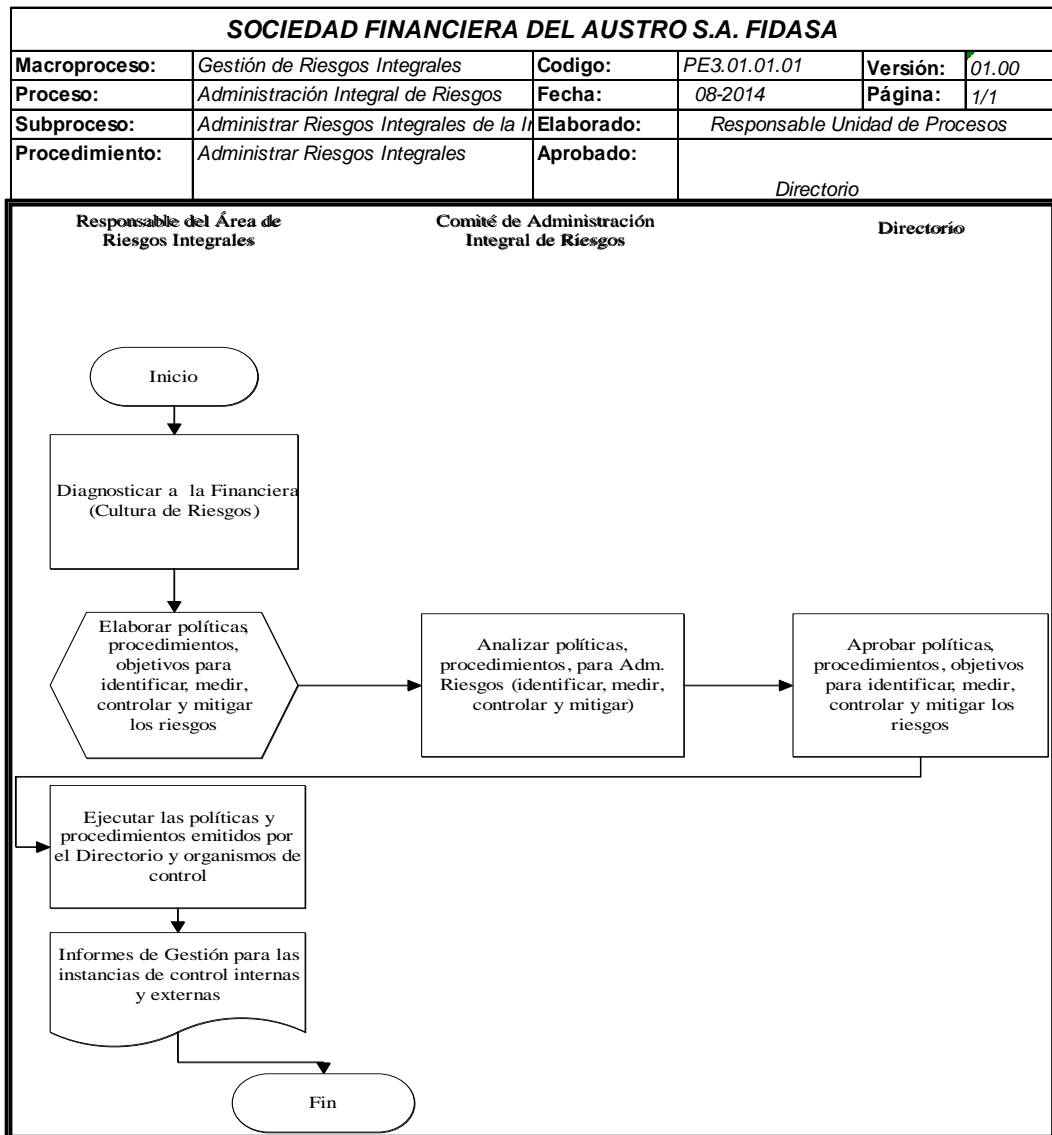 SOCIEDAD FINANCIERA DEL AUSTRO S.A. FIDASA
Macroproceso: Gestión de Riesgos Integrales Codigo: PE3.01.01.01 Versión: 01.00
Proceso: Administración Integral de Riesgos Fecha: 08-2014 Página: 1/1
Subproceso: Administrar Riesgos Integrales de la Elaborado: Responsable Unidad de Procesos
Procedimiento: Administrar Riesgos Integrales Aprobado:
Directorio
Responsable del Área de
Riesgos Integrales
Comité de Administración
Integral de Riesgos
Directorio
Inicio
Diagnosticar a la Financiera
(Cultura de Riesgos)
Elaborar políticas,
procedimientos,
objetivos para
identificar, medir,
controlar y mitigar
los riesgos
Analizar políticas,
procedimientos, para Adm.
Riesgos (identificar, medir,
controlar y mitigar)
Aprobar políticas,
procedimientos, objetivos
para identificar, medir,
controlar y mitigar los
riesgos
Ejecutar las políticas y
procedimientos emitidos por
el Directorio y organismos de
control
Informes de Gestión para las
instancias de control internas
y externas
Fin